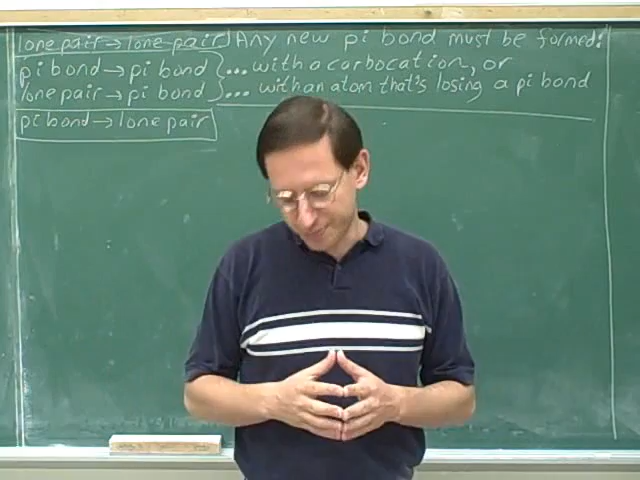 lone pair → lone pair) Any new pi bond must be formed:
pi bond → pi bond } ... with a carbocation, or
lone pair → pi bond } ... with an atom that's losing a pi bond
pi bond → lone pair